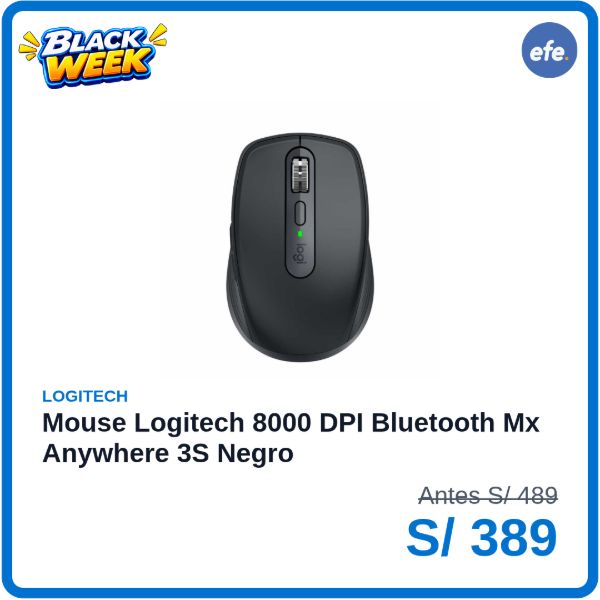 BLACK
WEEK
efe.
logi
LOGITECH
Mouse Logitech 8000 DPI Bluetooth Mx
Anywhere 3S Negro
Antes S/ 489
S/ 389